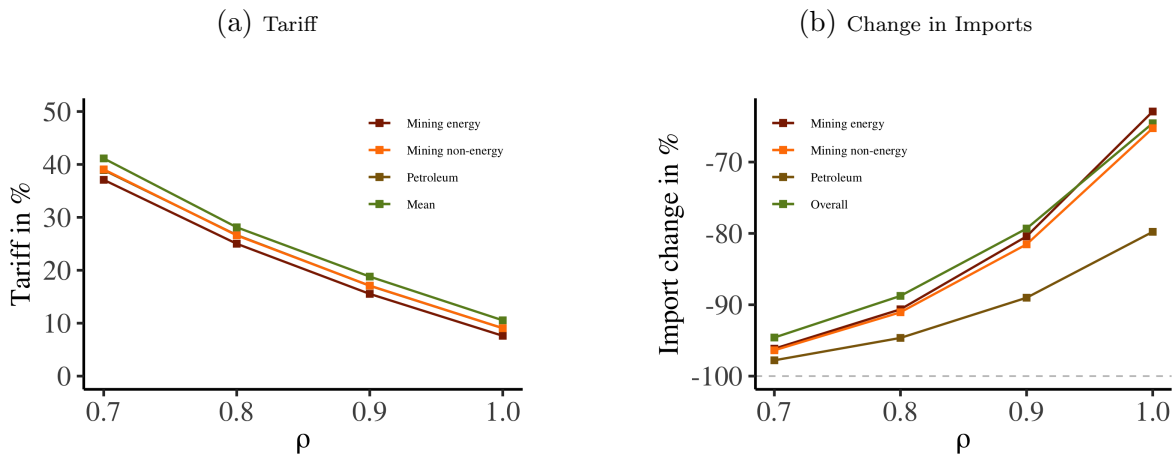 (a) Tariff
Tariff in %
50
40
30
20
10
0
Mining energy
Mining non-energy
Petroleum
Mean
0.7 0.8 0.9 1.0
ρ
(b) Change in Imports
Import change in %
-70
-80
-90
-100
Mining energy
Mining non-energy
Petroleum
Overall
0.7 0.8 0.9 1.0
ρ